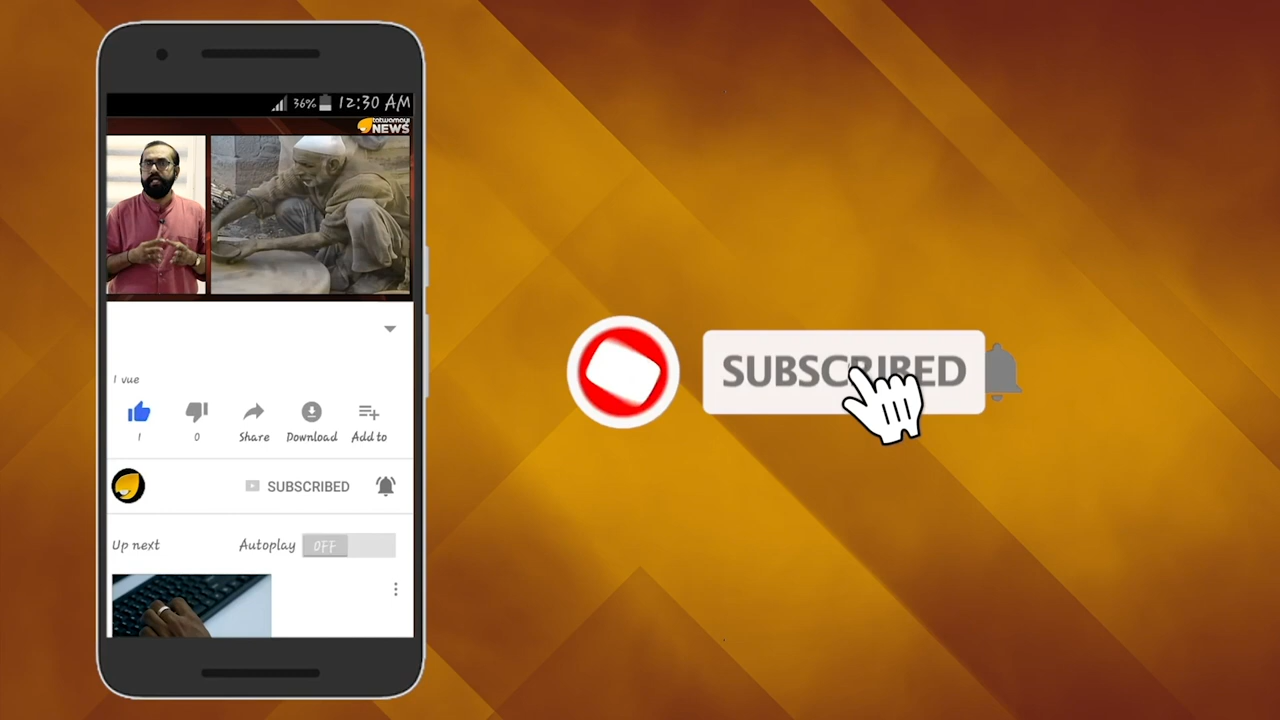 36% 12:30 AM
tatwamayi
NEWS
1 vue
1
0
Share
Download
Add to
SUBSCRIBED
Up next
Autoplay
OFF
SUBSCRIBED